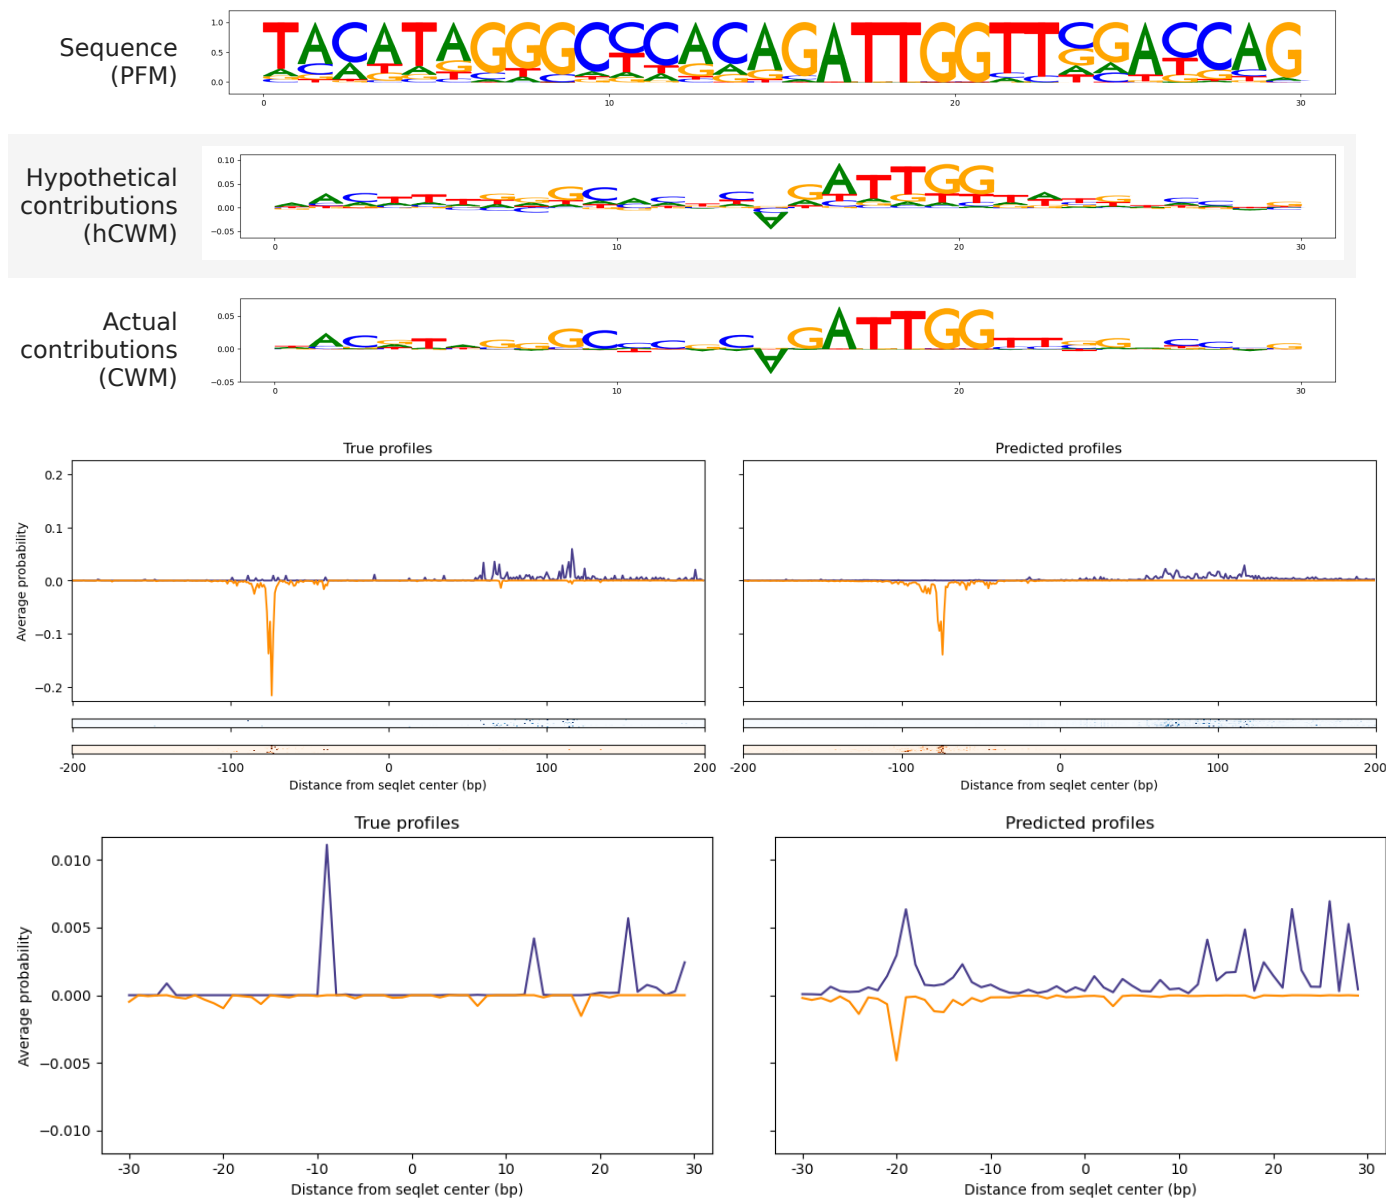 Sequence
(PFM)
1.0
0.5
0.0
0 10 20 30
Hypothetical
contributions
(hCWM)
0.10
0.05
0.00
−0.05
0 10 20 30
Actual
contributions
(CWM)
0.05
0.00
−0.05
0 10 20 30
True profiles
Predicted profiles
Average probability
0.2
0.1
0.0
−0.1
−0.2
-200 -100 0 100 200
-200 -100 0 100 200
Distance from seqlet center (bp)
Distance from seqlet center (bp)
True profiles
Predicted profiles
Average probability
0.010
0.005
0.000
−0.005
−0.010
-30 -20 -10 0 10 20 30
-30 -20 -10 0 10 20 30
Distance from seqlet center (bp)
Distance from seqlet center (bp)